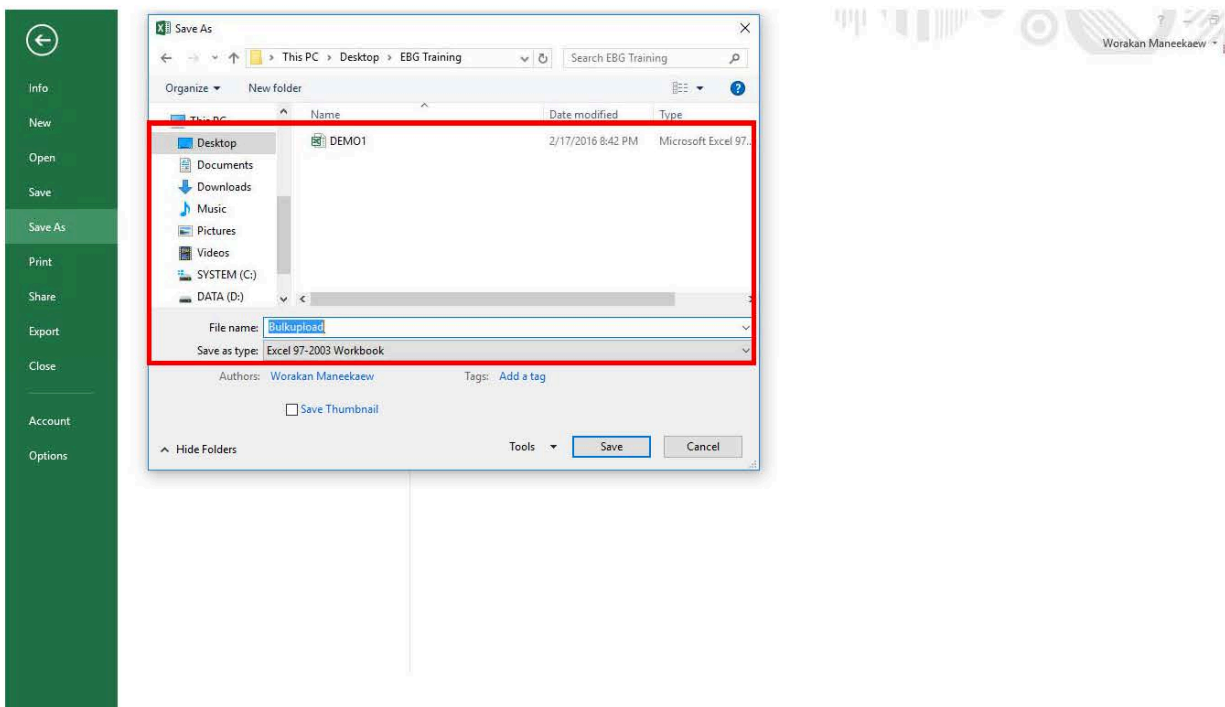 Save As
This PC > Desktop > EBG Training
Search EBG Training
Organize
New folder
?
Worakan Maneekaew
Info
New
Open
Save
Save As
Print
Share
Export
Close
Account
Options
Name
Date modified
Type
This PC
Desktop
Documents
Downloads
Music
Pictures
Videos
SYSTEM (C:)
DATA (D:)
DEMO1
2/17/2016 8:42 PM
Microsoft Excel 97...
File name: Bulkupload
Save as type: Excel 97-2003 Workbook
Authors: Worakan Maneekaew
Tags: Add a tag
Save Thumbnail
Hide Folders
Tools
Save
Cancel